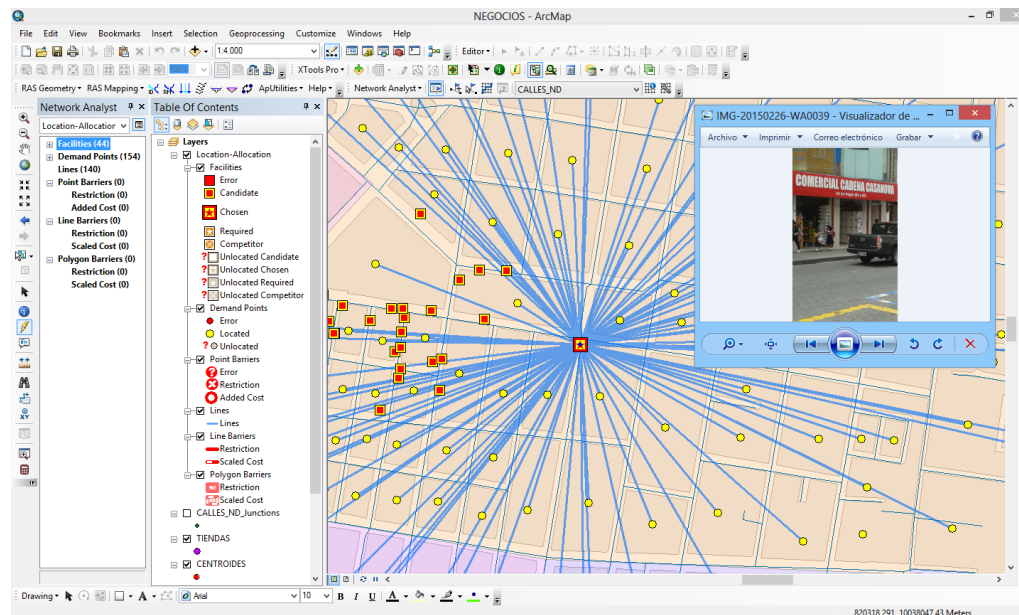 NEGOCIOS - ArcMap
File Edit View Bookmarks Insert Selection Geoprocessing Customize Windows Help
1:4.000
Editor
100%
XTools Pro
RAS Geometry RAS Mapping ApUtilities Help Network Analyst CALLES_ND
Network Analyst
Location-Allocation
Facilities (44)
Demand Points (154)
Lines (140)
Point Barriers (0)
Restriction (0)
Added Cost (0)
Line Barriers (0)
Restriction (0)
Scaled Cost (0)
Polygon Barriers (0)
Restriction (0)
Scaled Cost (0)
Table Of Contents
Layers
Location-Allocation
Facilities
Error
Candidate
Chosen
Required
Competitor
Unlocated Candidate
Unlocated Chosen
Unlocated Required
Unlocated Competitor
Demand Points
Error
Located
Unlocated
Point Barriers
Error
Restriction
Added Cost
Lines
Lines
Line Barriers
Restriction
Scaled Cost
Polygon Barriers
Restriction
Scaled Cost
CALLES_ND_Junctions
TIENDAS
CENTROIDES
IMG-20150226-WA0039 - Visualizador de ...
Archivo Imprimir Correo electrónico Grabar
COMERCIAL CADENA CASANOVA
Drawing Arial 10 B I U A
820318,291 10038047,43 Meters